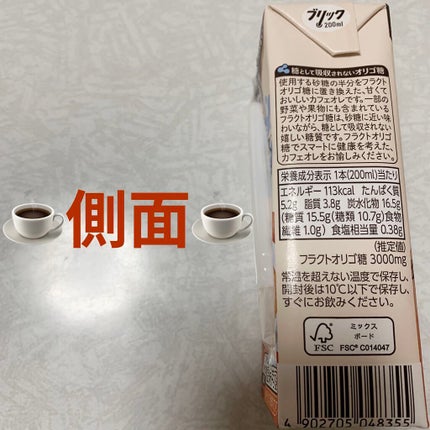 ブリック
200ml
糖として吸収されないオリゴ糖
使用する砂糖の半分をフラクト
オリゴ糖に置き換えた、甘くて
おいしいカフェオレです。一部の
野菜や果物にも含まれている
フラクトオリゴ糖は、砂糖に近い味
わいながら、糖として吸収されない
嬉しい糖質です。フラクトオリゴ
糖でスマートに健康を考えた、
カフェオレをお愉しみください。
栄養成分表示 1本(200ml)当たり
エネルギー 113kcal たんぱく質
5.2g 脂質 3.8g 炭水化物 16.5g
(糖質 15.5g(糖類 10.7g)食物
繊維 1.0g) 食塩相当量 0.38g
(推定値)
フラクトオリゴ糖 3000mg
常温を超えない温度で保存し、
開封後は10℃以下で保存し、
すぐにお飲みください。
FSC
ミックス
ボード
FSC® C014047
4 902705 048355
側面